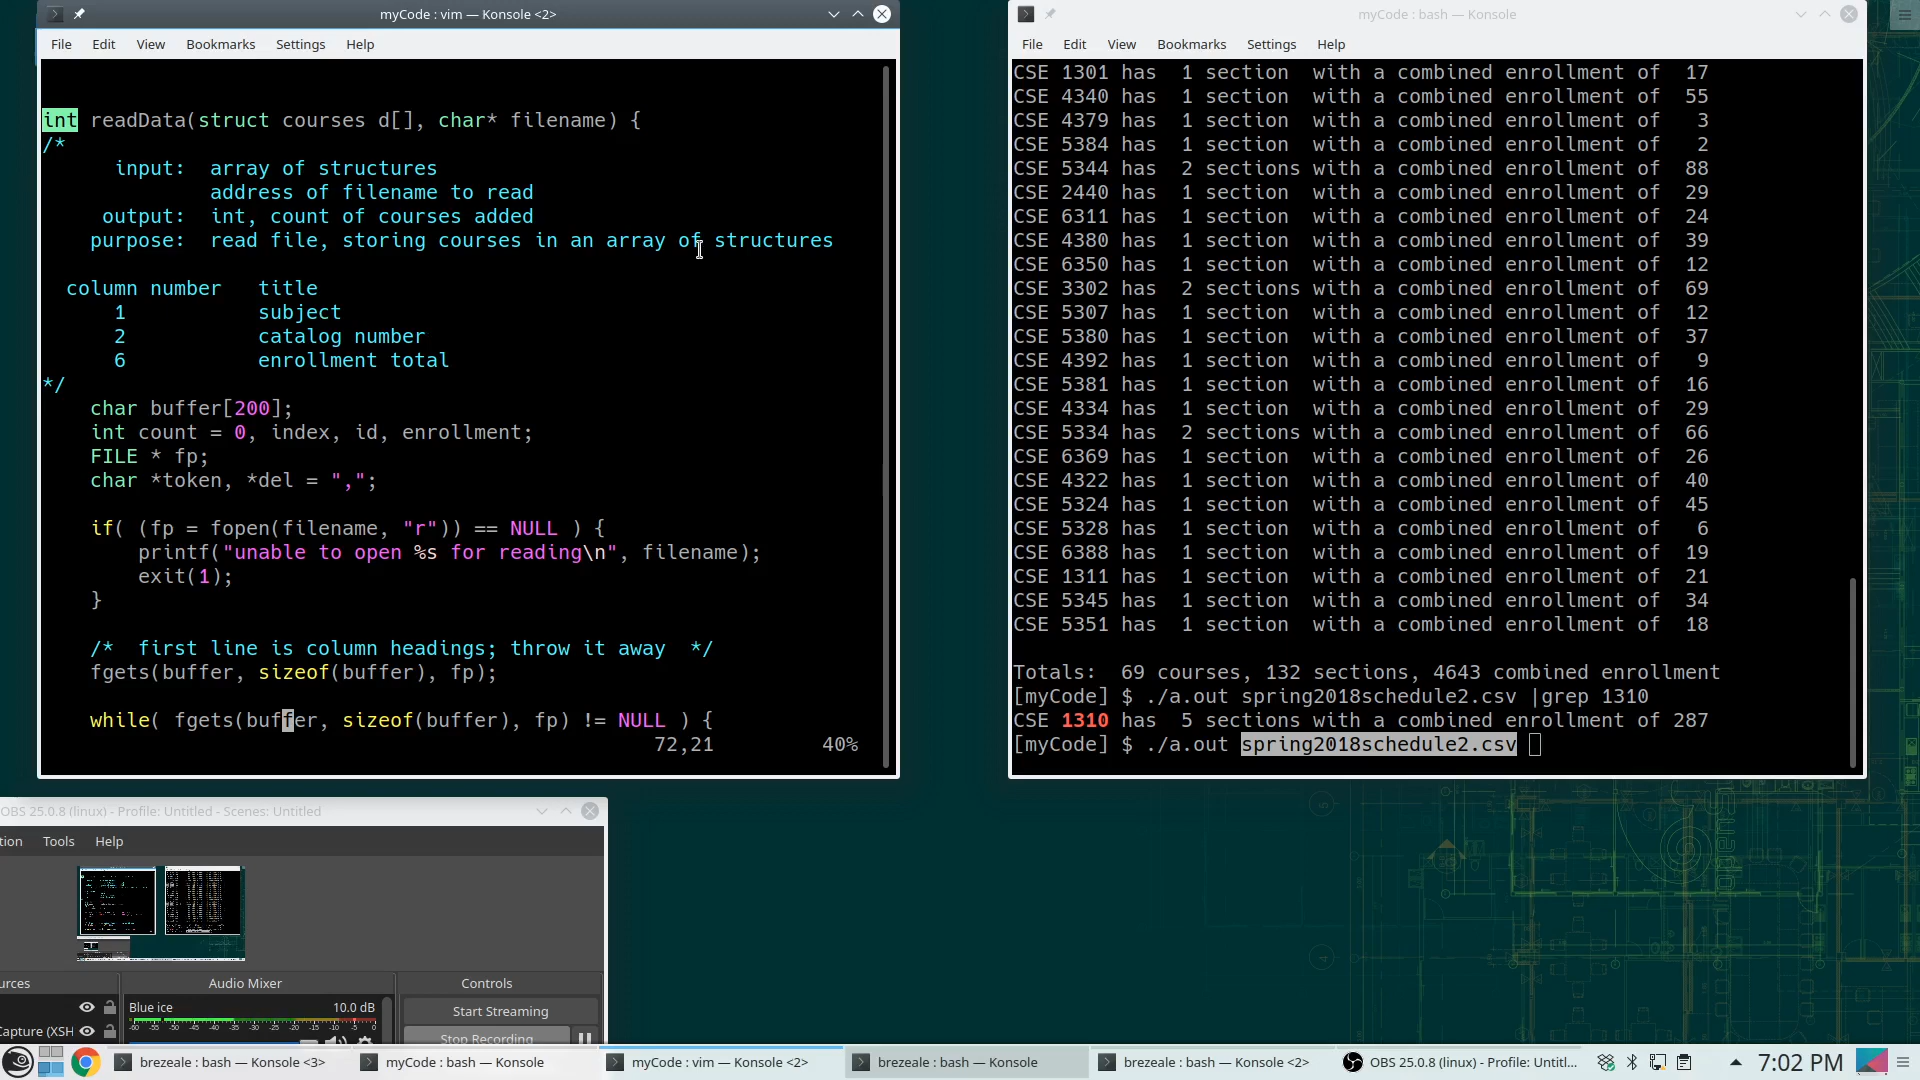 myCode : vim — Konsole <2>
File Edit View Bookmarks Settings Help
int readData(struct courses d[], char* filename) {
/*
input: array of structures
address of filename to read
output: int, count of courses added
purpose: read file, storing courses in an array of structures
column number title
1 subject
2 catalog number
6 enrollment total
*/
char buffer[200];
int count = 0, index, id, enrollment;
FILE * fp;
char *token, *del = ",";
if( (fp = fopen(filename, "r")) == NULL ) {
printf("unable to open %s for reading\n", filename);
exit(1);
}
/* first line is column headings; throw it away */
fgets(buffer, sizeof(buffer), fp);
while( fgets(buffer, sizeof(buffer), fp) != NULL ) {
72,21 40%
myCode : bash — Konsole
File Edit View Bookmarks Settings Help
CSE 1301 has 1 section with a combined enrollment of 17
CSE 4340 has 1 section with a combined enrollment of 55
CSE 4379 has 1 section with a combined enrollment of 3
CSE 5384 has 1 section with a combined enrollment of 2
CSE 5344 has 2 sections with a combined enrollment of 88
CSE 2440 has 1 section with a combined enrollment of 29
CSE 6311 has 1 section with a combined enrollment of 24
CSE 4380 has 1 section with a combined enrollment of 39
CSE 6350 has 1 section with a combined enrollment of 12
CSE 3302 has 2 sections with a combined enrollment of 69
CSE 5307 has 1 section with a combined enrollment of 12
CSE 5380 has 1 section with a combined enrollment of 37
CSE 4392 has 1 section with a combined enrollment of 9
CSE 5381 has 1 section with a combined enrollment of 16
CSE 4334 has 1 section with a combined enrollment of 29
CSE 5334 has 2 sections with a combined enrollment of 66
CSE 6369 has 1 section with a combined enrollment of 26
CSE 4322 has 1 section with a combined enrollment of 40
CSE 5324 has 1 section with a combined enrollment of 45
CSE 5328 has 1 section with a combined enrollment of 6
CSE 6388 has 1 section with a combined enrollment of 19
CSE 1311 has 1 section with a combined enrollment of 21
CSE 5345 has 1 section with a combined enrollment of 34
CSE 5351 has 1 section with a combined enrollment of 18
Totals: 69 courses, 132 sections, 4643 combined enrollment
[myCode] $ ./a.out spring2018schedule2.csv |grep 1310
CSE 1310 has 5 sections with a combined enrollment of 287
[myCode] $ ./a.out spring2018schedule2.csv
OBS 25.0.8 (linux) - Profile: Untitled - Scenes: Untitled
tion Tools Help
urces Audio Mixer Controls
Blue ice 10.0 dB
-60 -55 -50 -45 -40 -35 -30 -25 -20 -15 -10 -5 0
Start Streaming
apture (XSH
Stop Recording
brezeale : bash — Konsole <3>
myCode : bash — Konsole
myCode : vim — Konsole <2>
brezeale : bash — Konsole
brezeale : bash — Konsole <2>
OBS 25.0.8 (linux) - Profile: Untitl...
7:02 PM